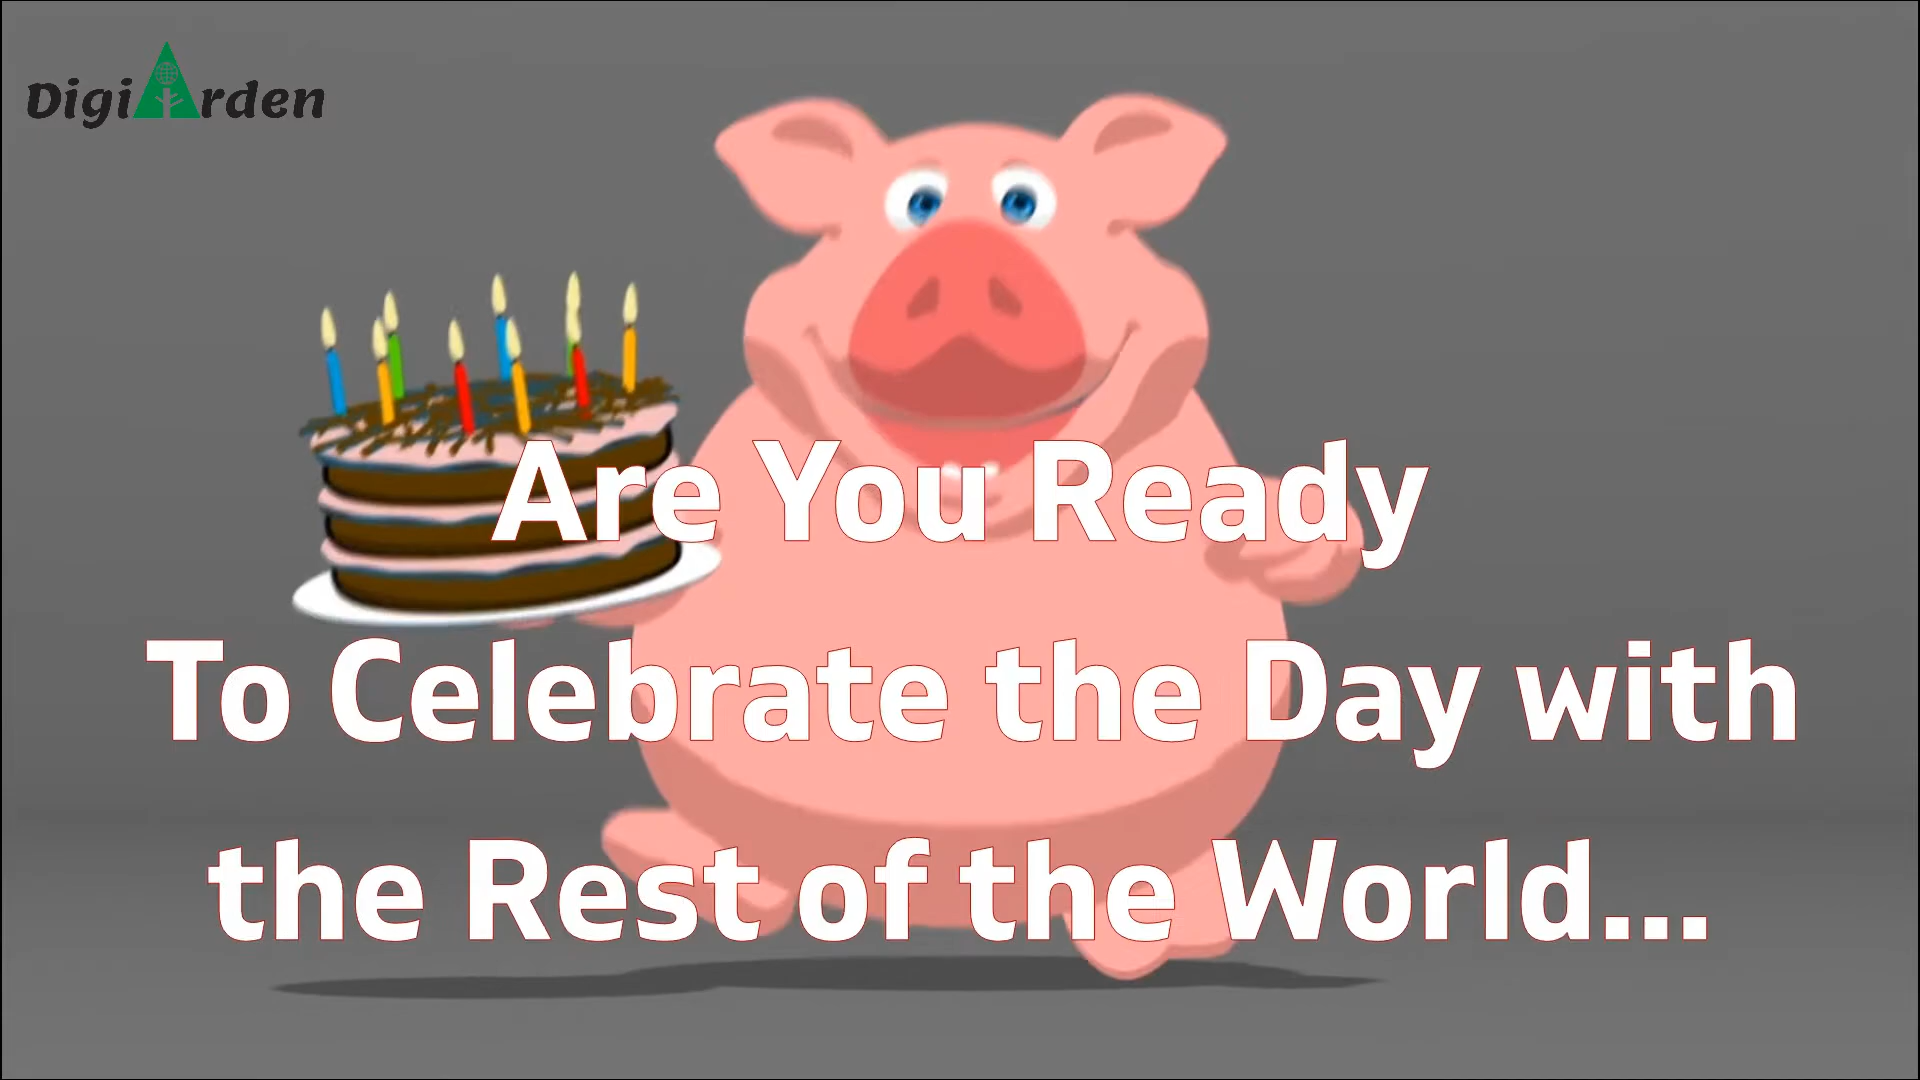 DigiArden
Are You Ready
To Celebrate the Day with
the Rest of the World...